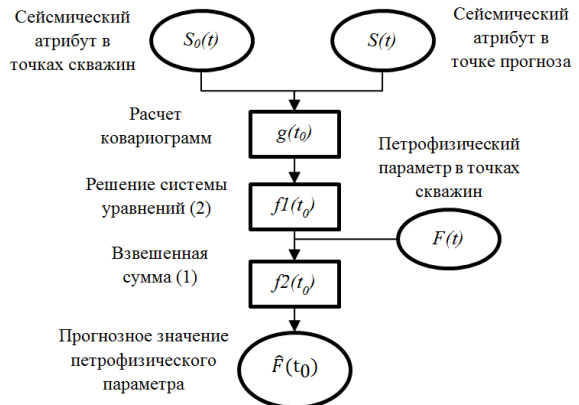 Сейсмический
атрибут в
точках скважин
S₀(t)
S(t)
Сейсмический
атрибут в
точке прогноза
Расчет
ковариограмм
g(t₀)
Петрофизический
параметр в точках
скважин
Решение системы
уравнений (2)
f1(t₀)
F(t)
Взвешенная
сумма (1)
f2(t₀)
Прогнозное значение
петрофизического
параметра
F̂(t₀)